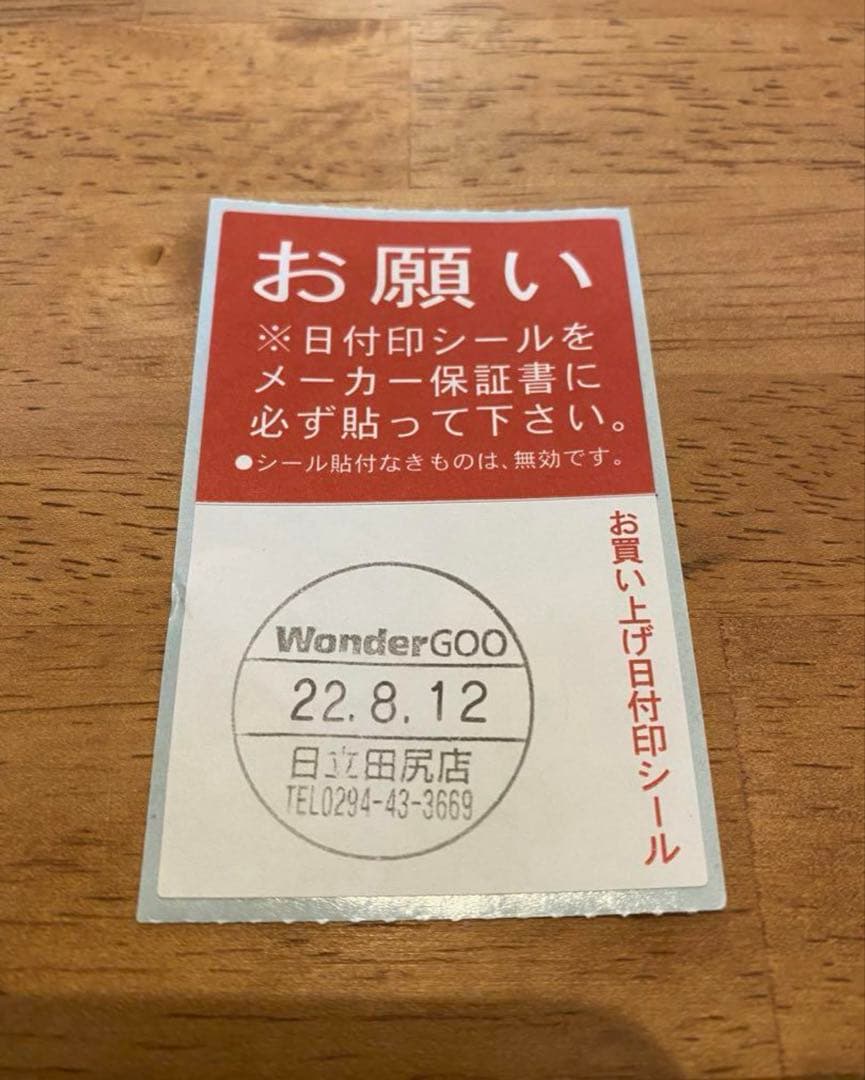 お願い
※日付印シールを
メーカー保証書に
必ず貼って下さい。
●シール貼付なきものは、無効です。
お買い上げ日付印シール
WonderGOO
22.8.12
日立田尻店
TEL0294-43-3669